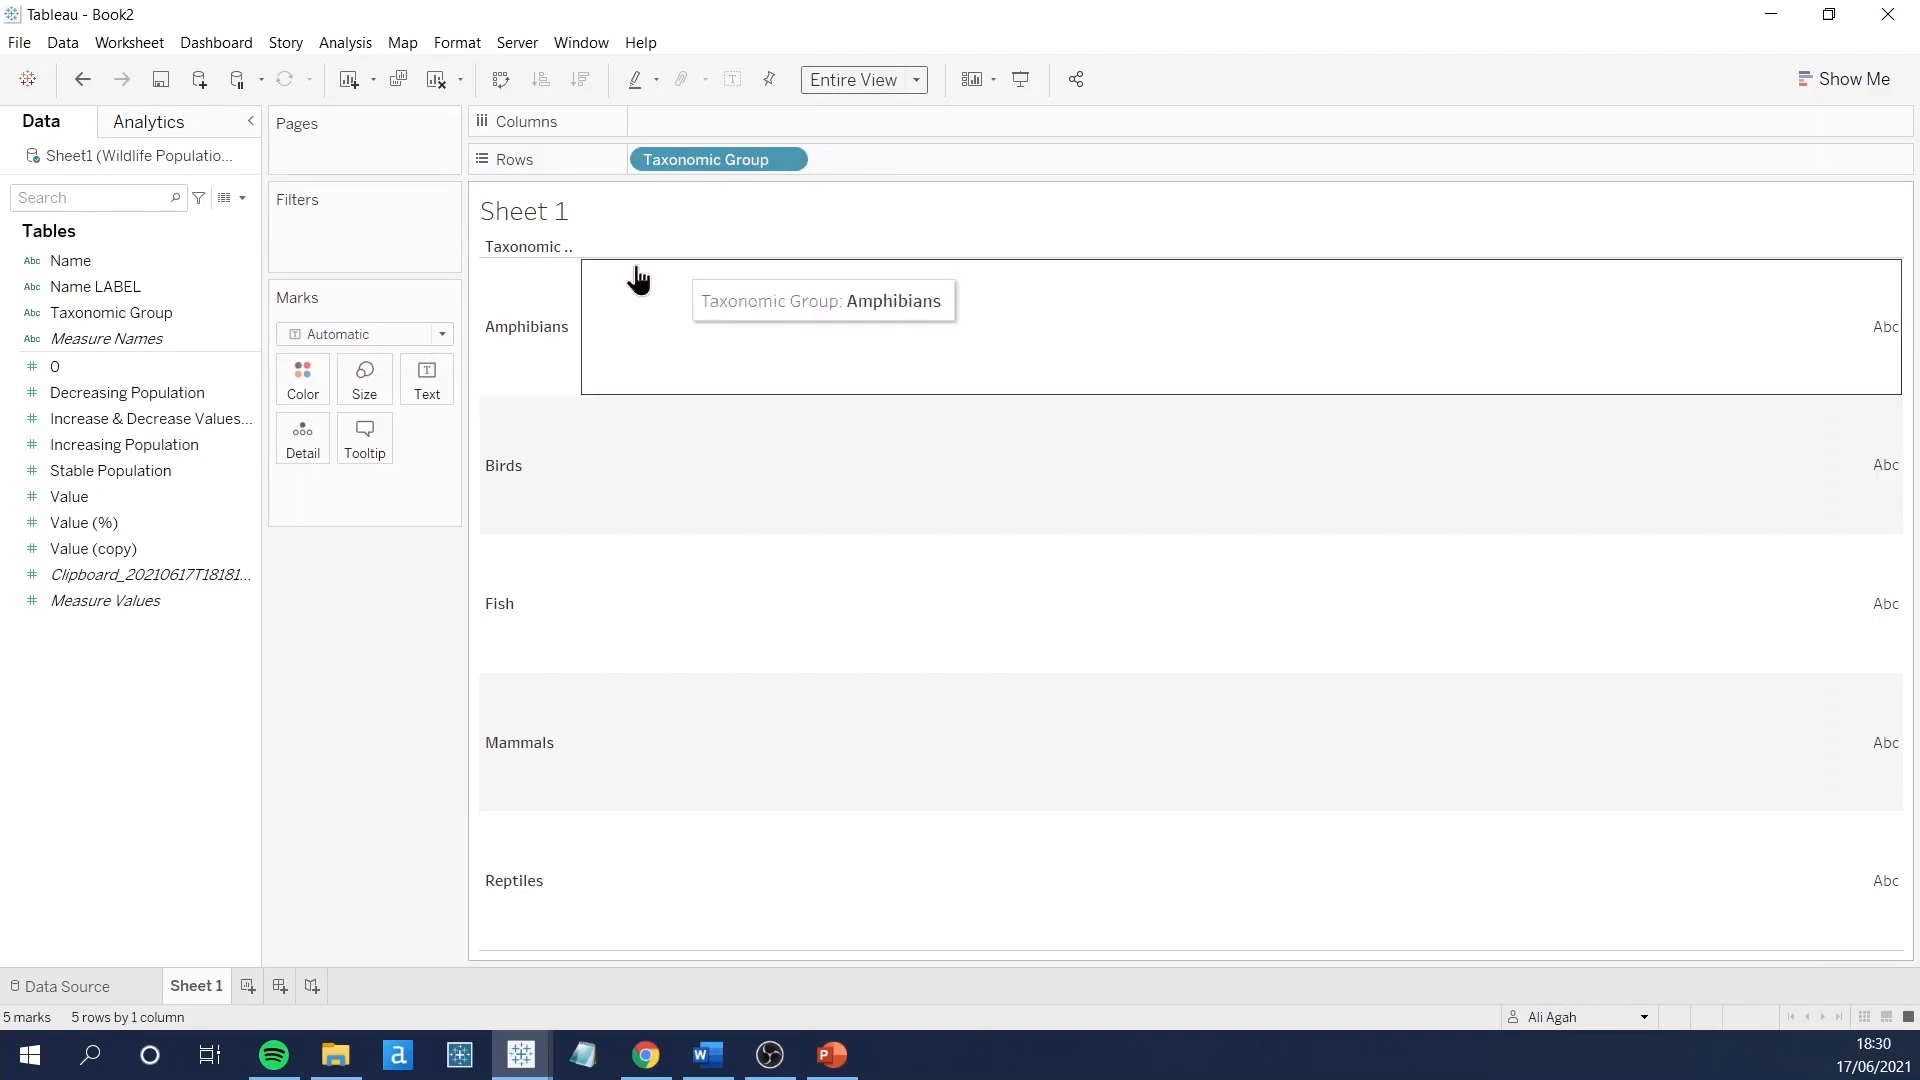 Tableau - Book2
File Data Worksheet Dashboard Story Analysis Map Format Server Window Help
Entire View
Show Me
Data Analytics
Sheet1 (Wildlife Populatio...
Search
Tables
Abc Name
Abc Name LABEL
Abc Taxonomic Group
Abc Measure Names
# 0
# Decreasing Population
# Increase & Decrease Values...
# Increasing Population
# Stable Population
# Value
# Value (%)
# Value (copy)
# Clipboard_20210617T18181...
# Measure Values
Pages
Filters
Marks
Automatic
Color Size Text
Detail Tooltip
Columns
Rows Taxonomic Group
Sheet 1
Taxonomic ..
Taxonomic Group: Amphibians
Amphibians Abc
Birds Abc
Fish Abc
Mammals Abc
Reptiles Abc
Data Source Sheet 1
5 marks 5 rows by 1 column
Ali Agah
18:30
17/06/2021